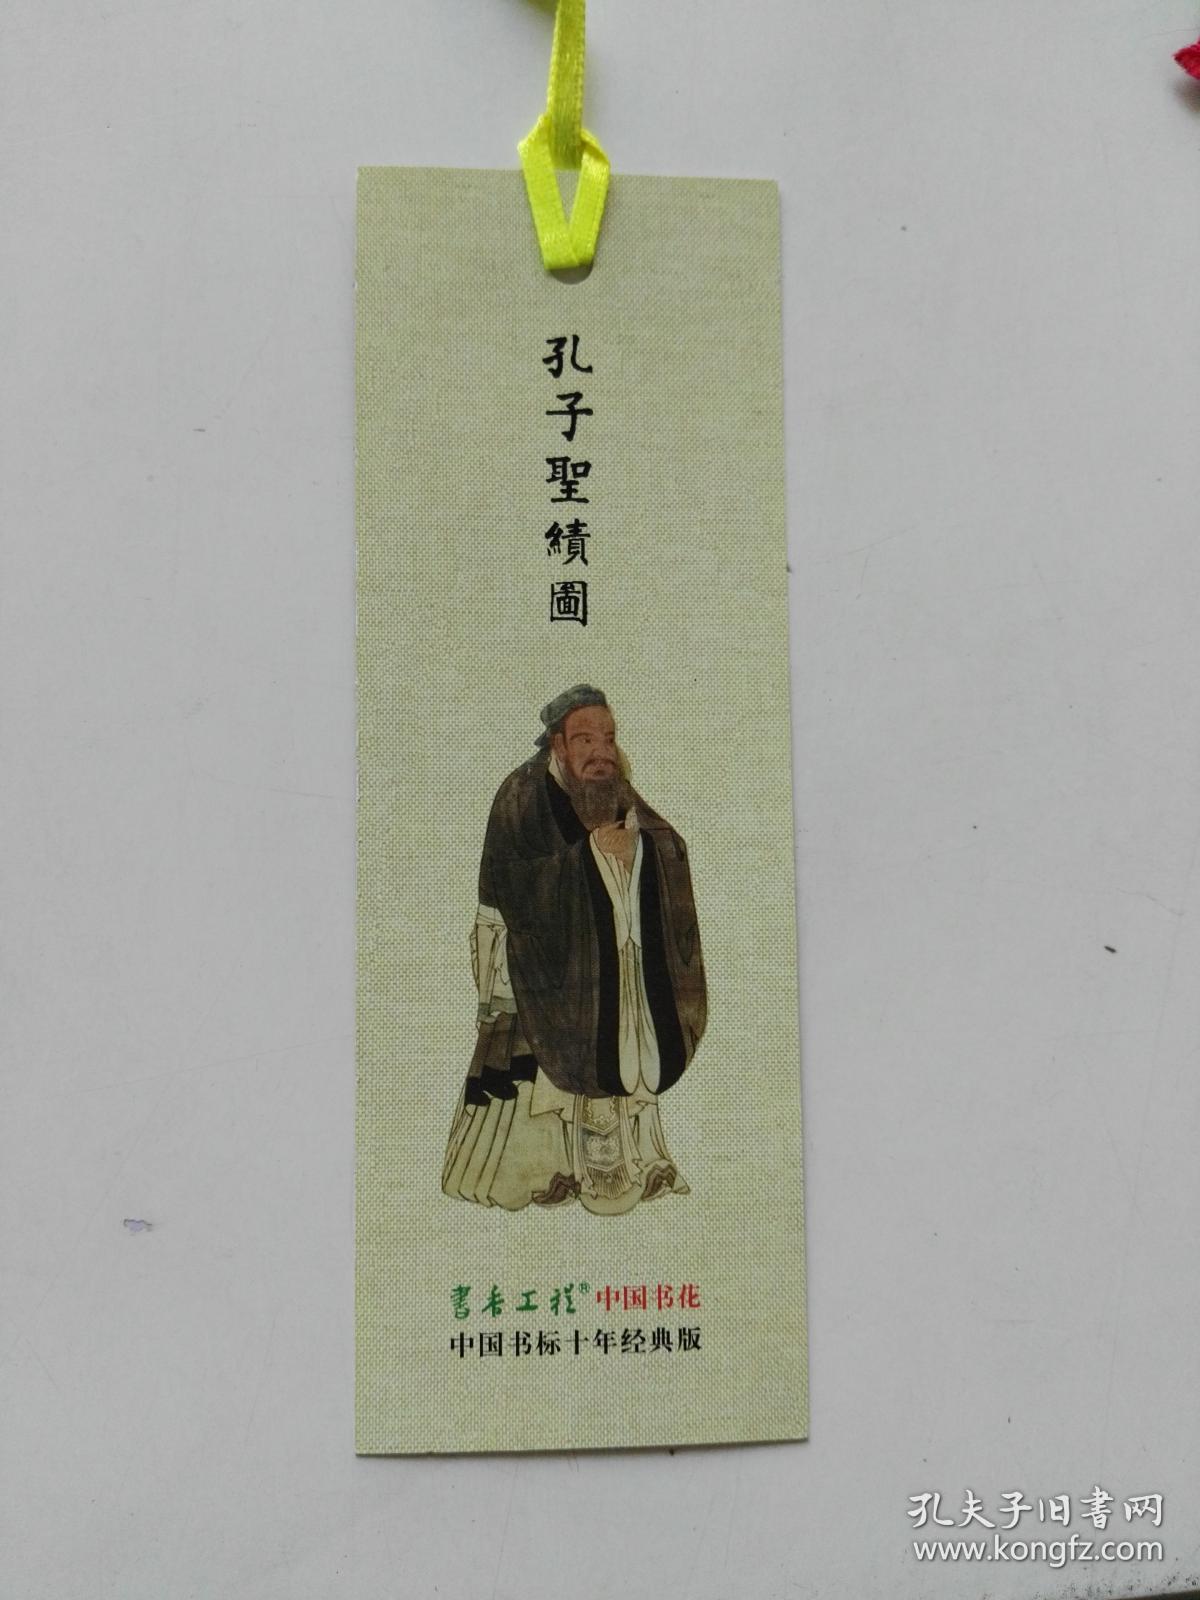 孔子聖績圖
書香工程® 中国书花
中国书标十年经典版
孔夫子旧書网
www.kongfz.com